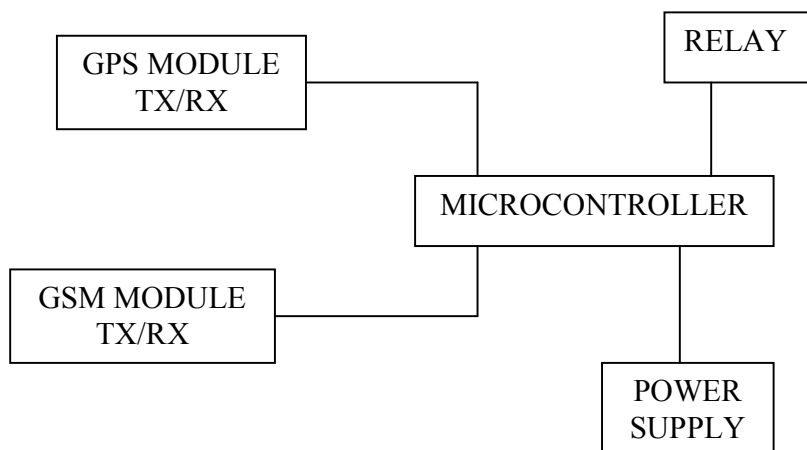 GPS MODULE
TX/RX
RELAY
MICROCONTROLLER
GSM MODULE
TX/RX
POWER
SUPPLY